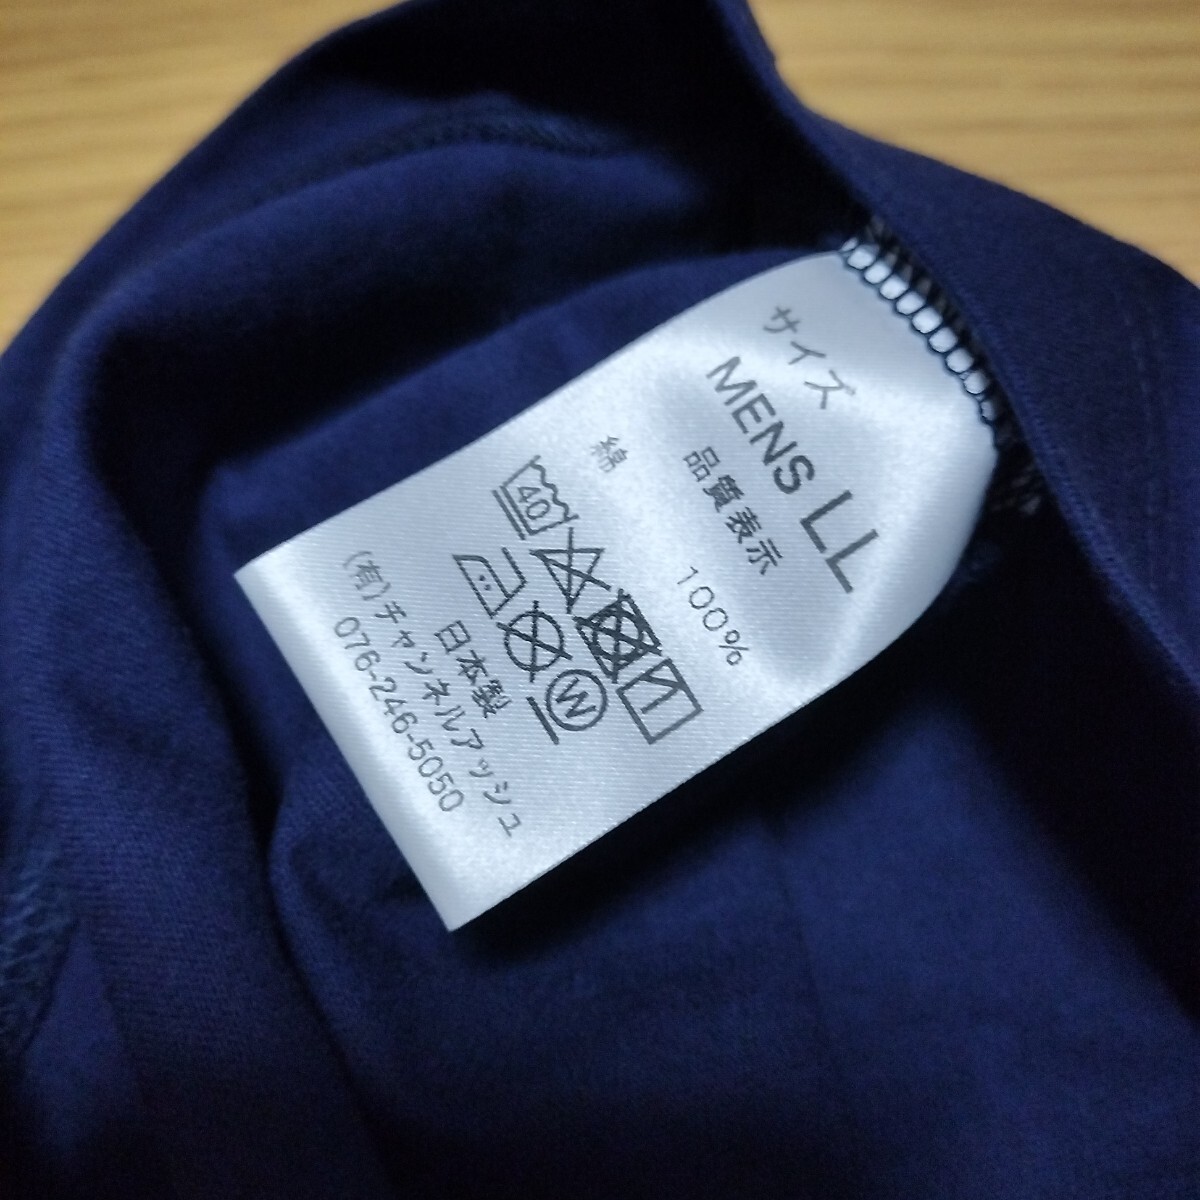 サイズ
MENS LL
品質表示
綿 100%
40
W
日本製
(有)チャンネルアッシュ
076-246-5050